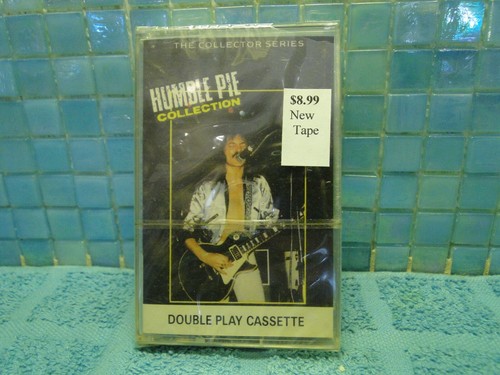 THE COLLECTOR SERIES
HUMBLE PIE
COLLECTION
$8.99
New
Tape
DOUBLE PLAY CASSETTE